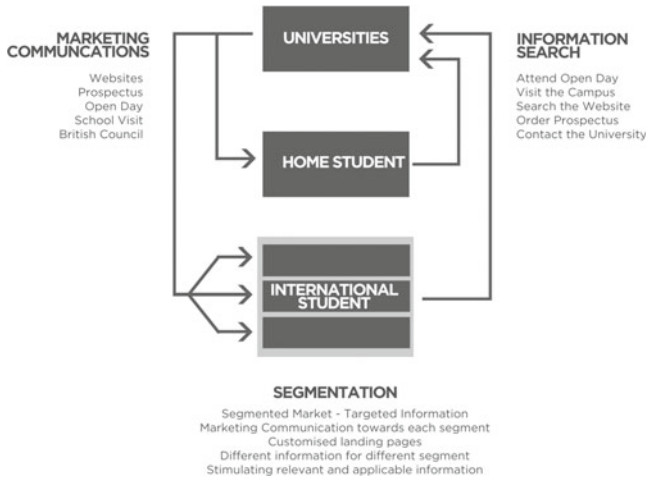 MARKETING
COMMUNCATIONS
Websites
Prospectus
Open Day
School Visit
British Council
UNIVERSITIES
INFORMATION
SEARCH
Attend Open Day
Visit the Campus
Search the Website
Order Prospectus
Contact the University
HOME STUDENT
INTERNATIONAL
STUDENT
SEGMENTATION
Segmented Market - Targeted Information
Marketing Communication towards each segment
Customised landing pages
Different information for different segment
Stimulating relevant and applicable information